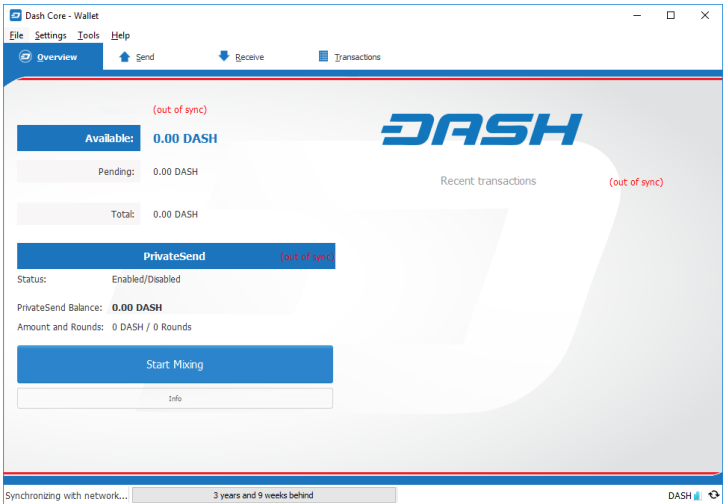 Dash Core - Wallet
File Settings Tools Help
Overview Send Receive Transactions
(out of sync)
Available: 0.00 DASH
DASH
Pending: 0.00 DASH
Recent transactions (out of sync)
Total: 0.00 DASH
PrivateSend (out of sync)
Status: Enabled/Disabled
PrivateSend Balance: 0.00 DASH
Amount and Rounds: 0 DASH / 0 Rounds
Start Mixing
Info
Synchronizing with network... 3 years and 9 weeks behind DASH